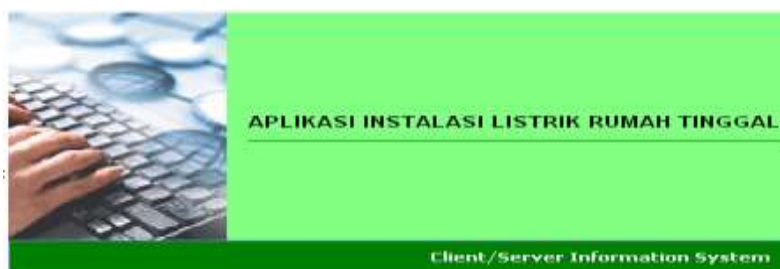 APLIKASI INSTALASI LISTRIK RUMAH TINGGAL
Client/Server Information System